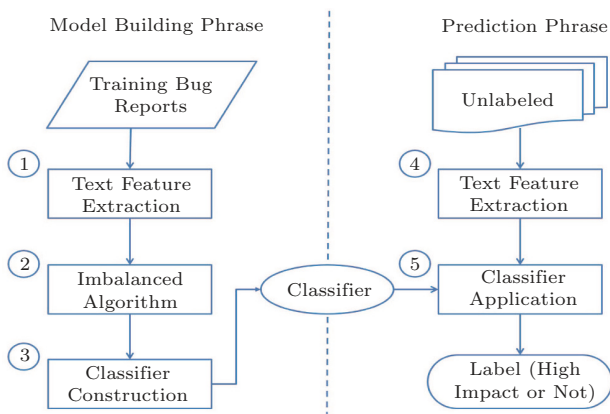 Model Building Phrase
Training Bug
Reports
1
Text Feature
Extraction
2
Imbalanced
Algorithm
3
Classifier
Construction
Classifier
Prediction Phrase
Unlabeled
4
Text Feature
Extraction
5
Classifier
Application
Label (High
Impact or Not)